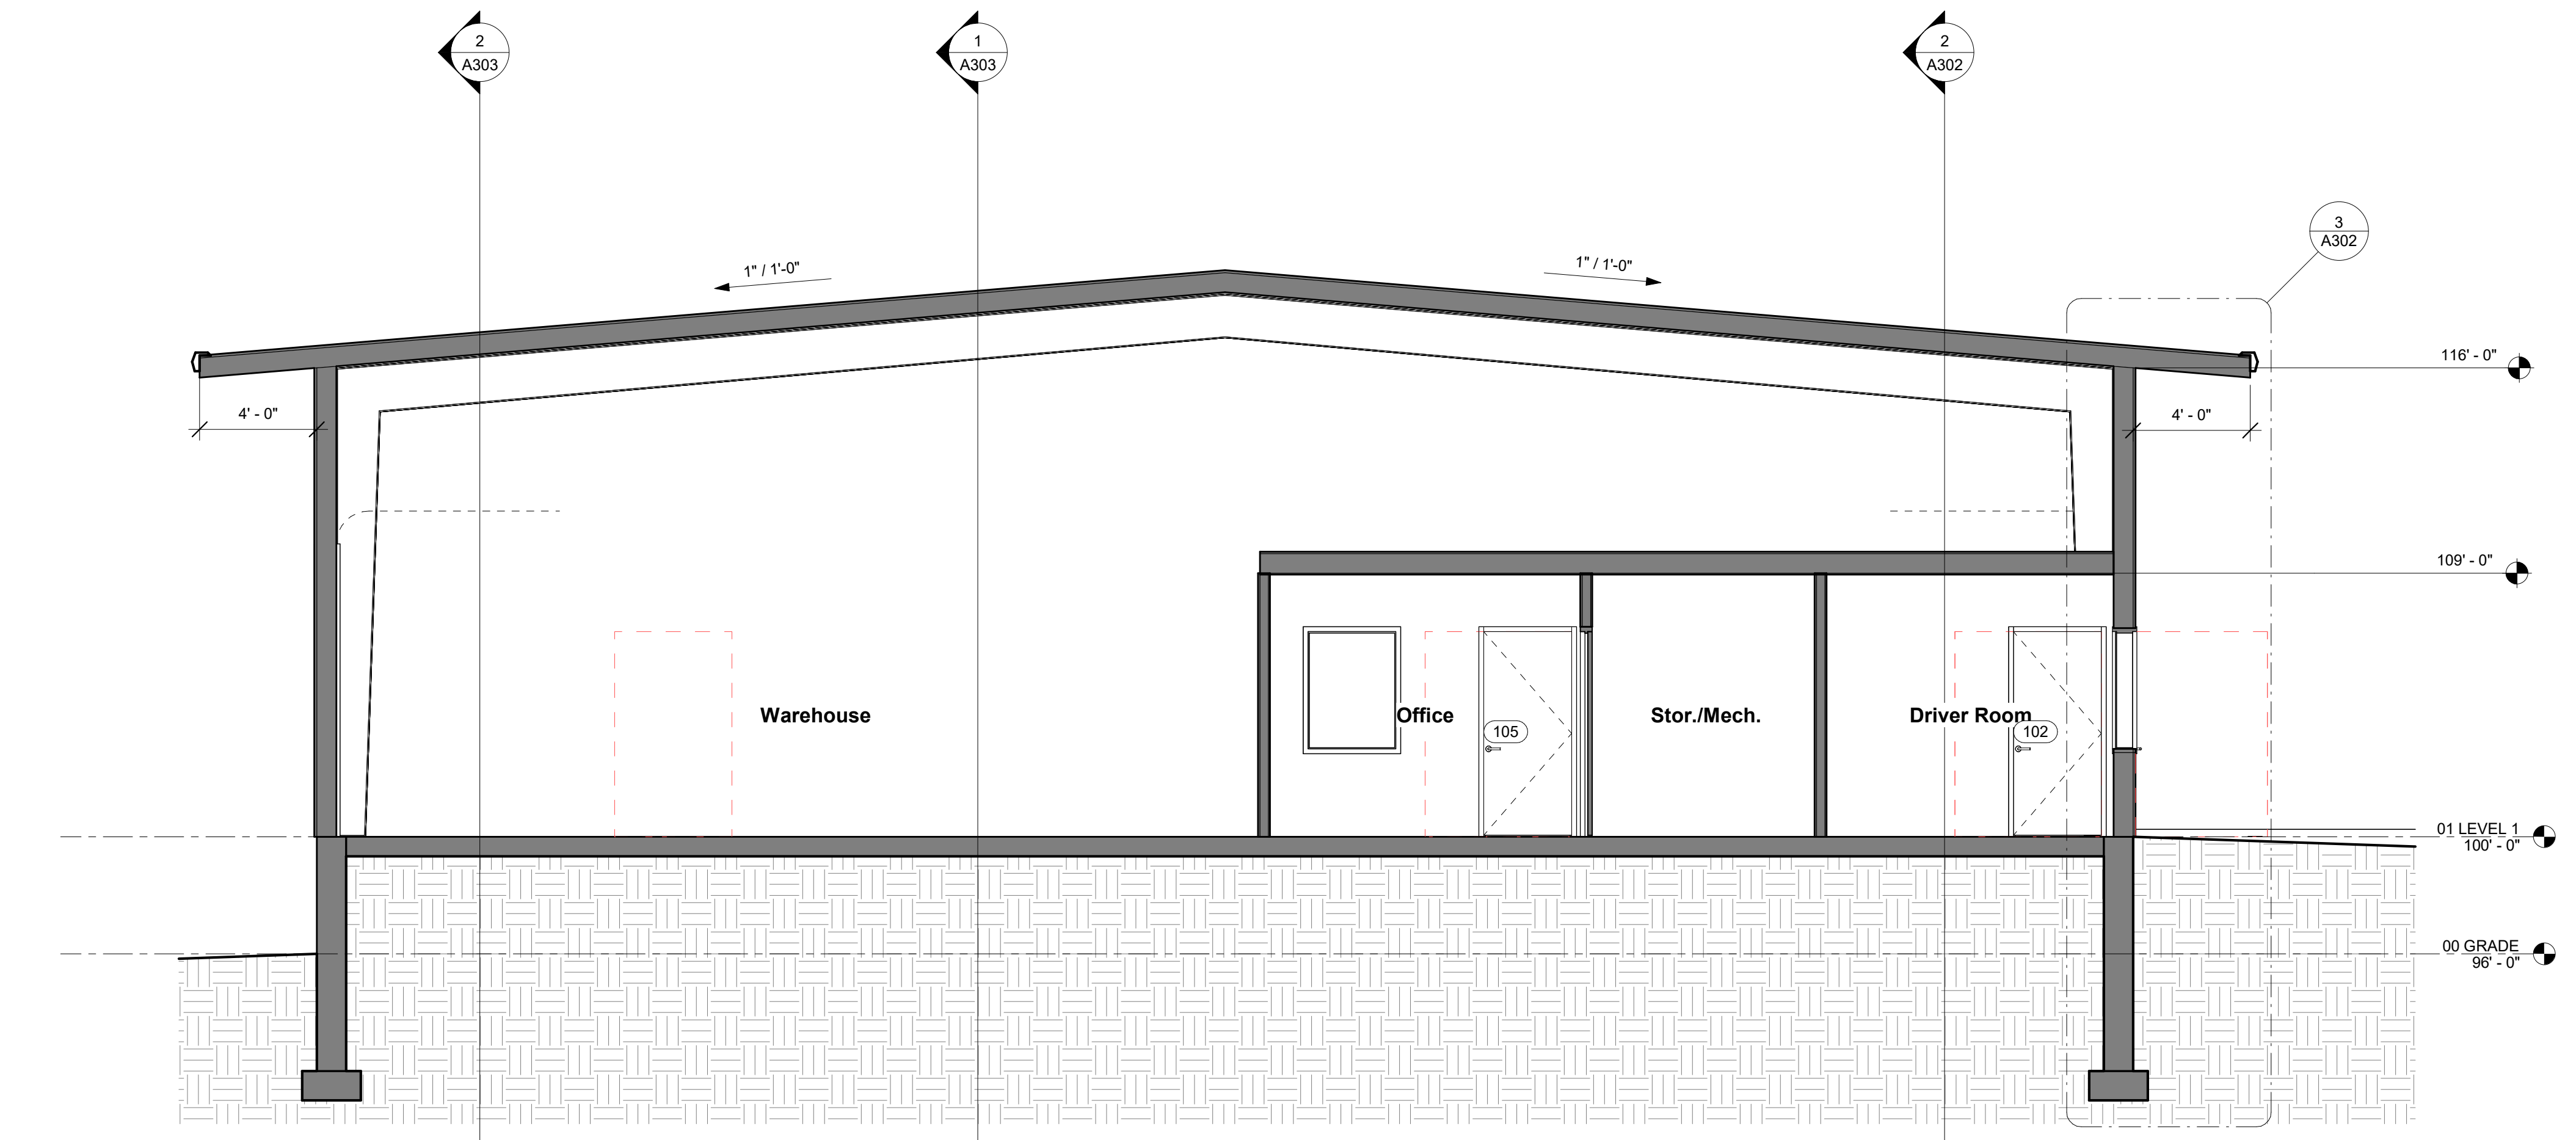 2
A303
1
A303
2
A302
3
A302
1" / 1'-0"
1" / 1'-0"
116' - 0"
4' - 0"
4' - 0"
109' - 0"
Warehouse
Office
Stor./Mech.
Driver Room
105
102
01 LEVEL 1
100' - 0"
00 GRADE
96' - 0"